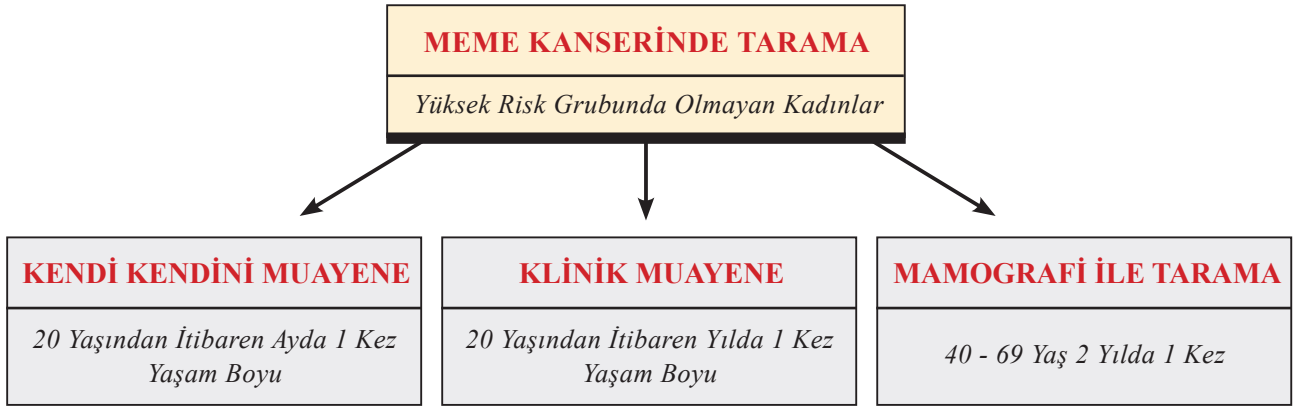 MEME KANSERİNDE TARAMA
Yüksek Risk Grubunda Olmayan Kadınlar
KENDİ KENDİNİ MUAYENE
20 Yaşından İtibaren Ayda 1 Kez
Yaşam Boyu
KLİNİK MUAYENE
20 Yaşından İtibaren Yılda 1 Kez
Yaşam Boyu
MAMOGRAFİ İLE TARAMA
40 - 69 Yaş 2 Yılda 1 Kez